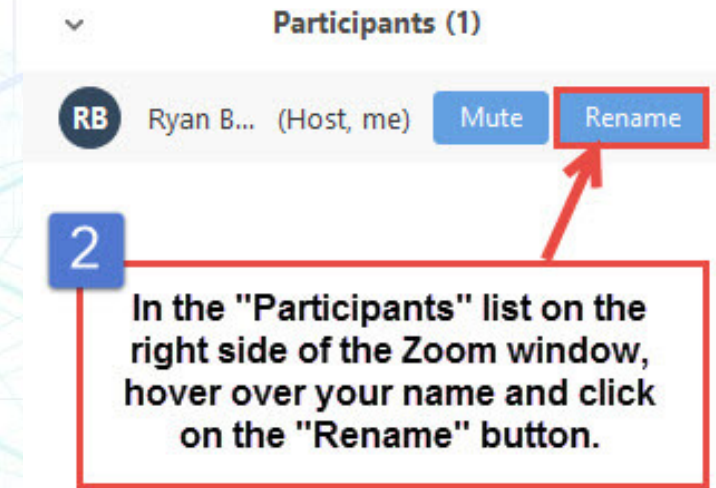 Participants (1)
RB Ryan B... (Host, me) Mute Rename
2
In the "Participants" list on the
right side of the Zoom window,
hover over your name and click
on the "Rename" button.